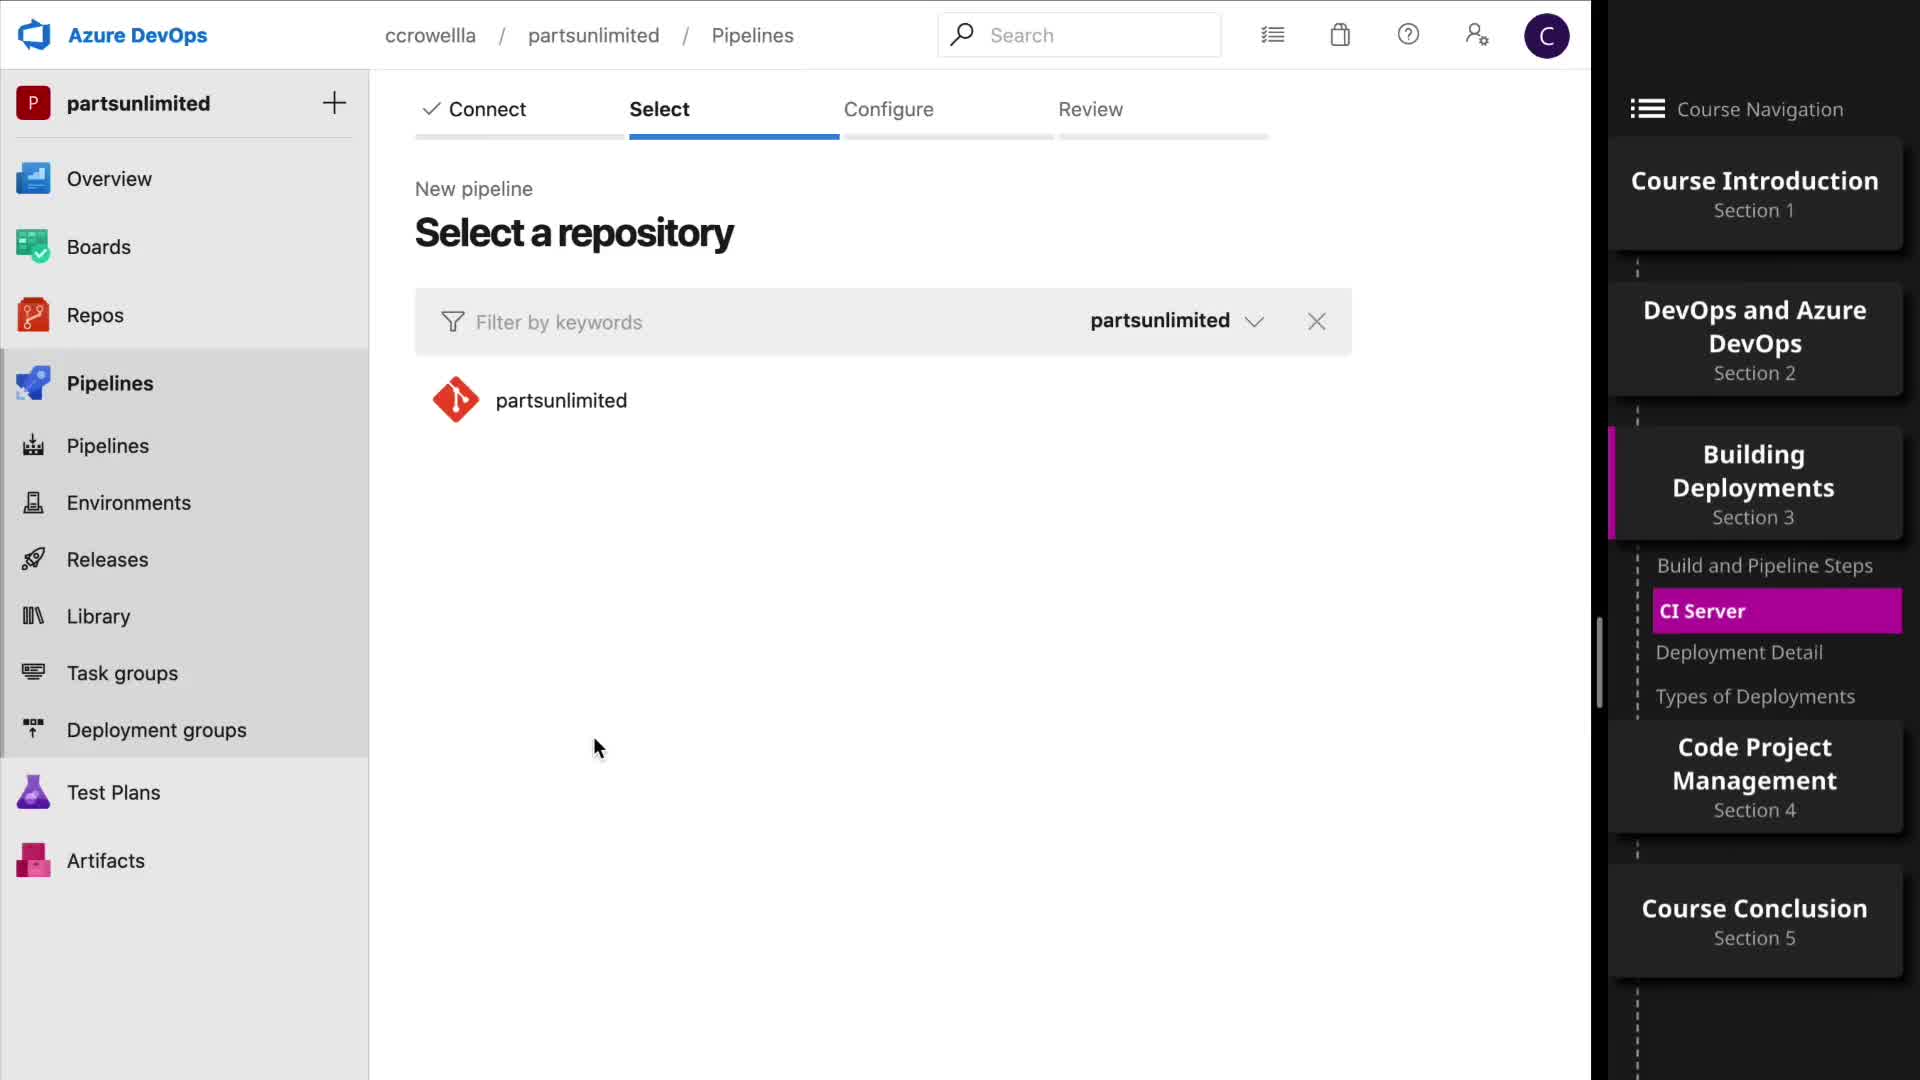 Azure DevOps
ccrowellla / partsunlimited / Pipelines
Search
C
P partsunlimited
Overview
Boards
Repos
Pipelines
Pipelines
Environments
Releases
Library
Task groups
Deployment groups
Test Plans
Artifacts
Connect Select Configure Review
New pipeline
Select a repository
Filter by keywords partsunlimited
partsunlimited
Course Navigation
Course Introduction
Section 1
DevOps and Azure
DevOps
Section 2
Building
Deployments
Section 3
Build and Pipeline Steps
CI Server
Deployment Detail
Types of Deployments
Code Project
Management
Section 4
Course Conclusion
Section 5